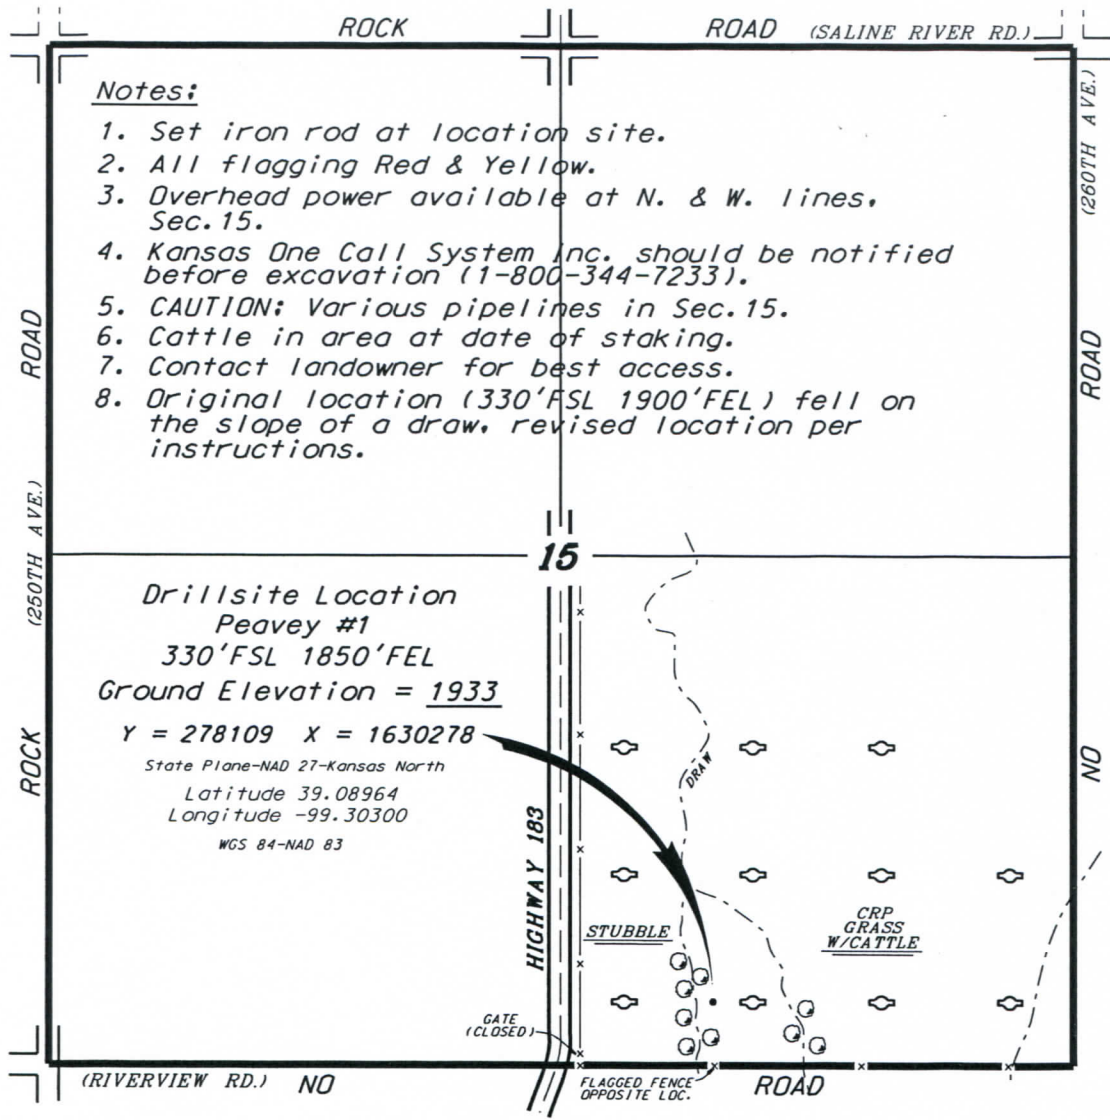 ROCK ROAD (SALINE RIVER RD.)
Notes:
1. Set iron rod at location site.
2. All flagging Red & Yellow.
3. Overhead power available at N. & W. lines,
Sec.15.
4. Kansas One Call System Inc. should be notified
before excavation (1-800-344-7233).
5. CAUTION: Various pipelines in Sec.15.
6. Cattle in area at date of staking.
7. Contact landowner for best access.
8. Original location (330'FSL 1900'FEL) fell on
the slope of a draw, revised location per
instructions.
(260TH AVE.)
ROAD
NO
ROAD
(250TH AVE.)
ROCK
15
Drillsite Location
Peavey #1
330'FSL 1850'FEL
Ground Elevation = 1933
Y = 278109 X = 1630278
State Plane-NAD 27-Kansas North
Latitude 39.08964
Longitude -99.30300
WGS 84-NAD 83
HIGHWAY 183
DRAW
STUBBLE
CRP
GRASS
W/CATTLE
GATE
(CLOSED)
(RIVERVIEW RD.) NO ROAD
FLAGGED FENCE
OPPOSITE LOC.